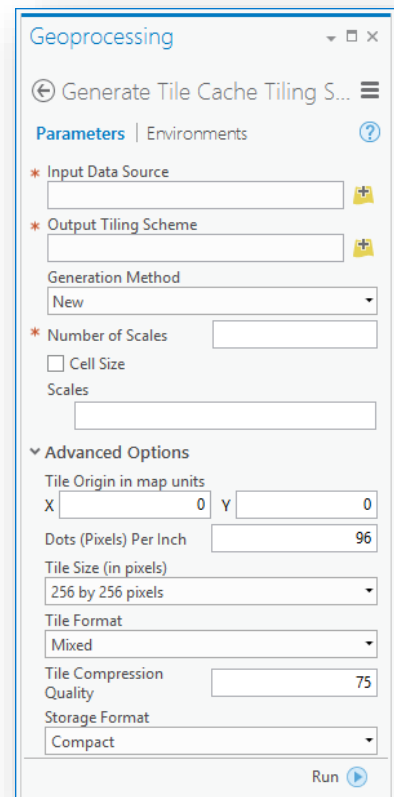 Geoprocessing
Generate Tile Cache Tiling S...
Parameters | Environments
* Input Data Source
* Output Tiling Scheme
Generation Method
New
* Number of Scales
Cell Size
Scales
Advanced Options
Tile Origin in map units
X 0 Y 0
Dots (Pixels) Per Inch 96
Tile Size (in pixels)
256 by 256 pixels
Tile Format
Mixed
Tile Compression
Quality 75
Storage Format
Compact
Run